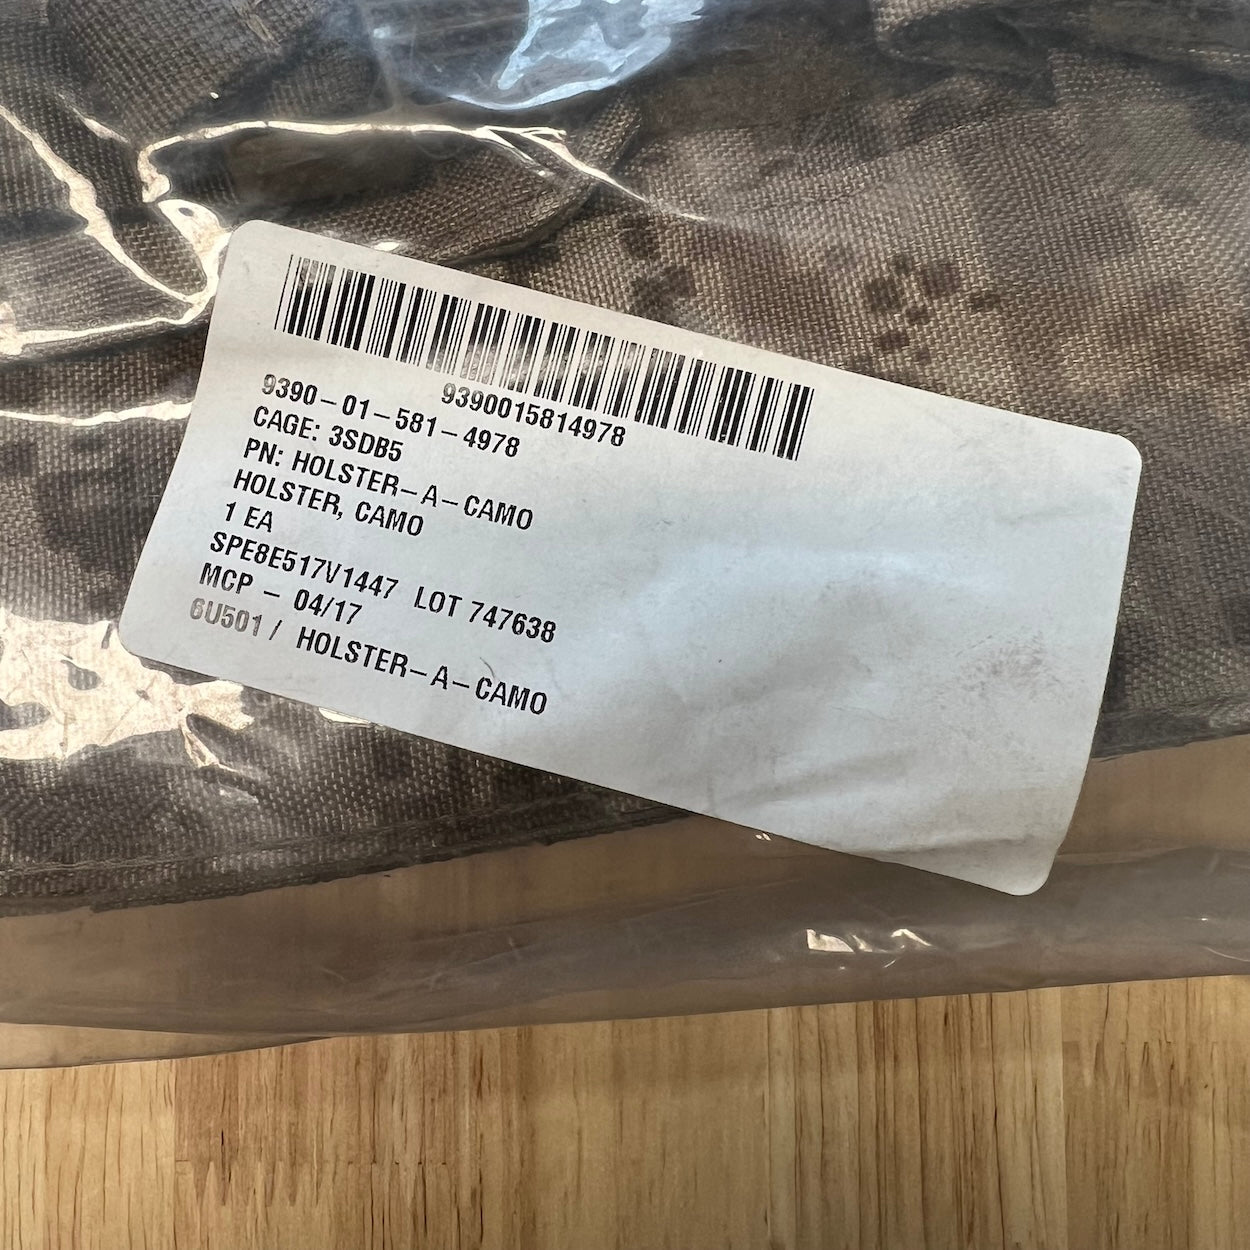 9390015814978
9390-01-581-4978
CAGE: 3SDB5
PN: HOLSTER-A-CAMO
HOLSTER, CAMO
1 EA
SPE8E517V1447 LOT 747638
MCP - 04/17
6U501 / HOLSTER-A-CAMO